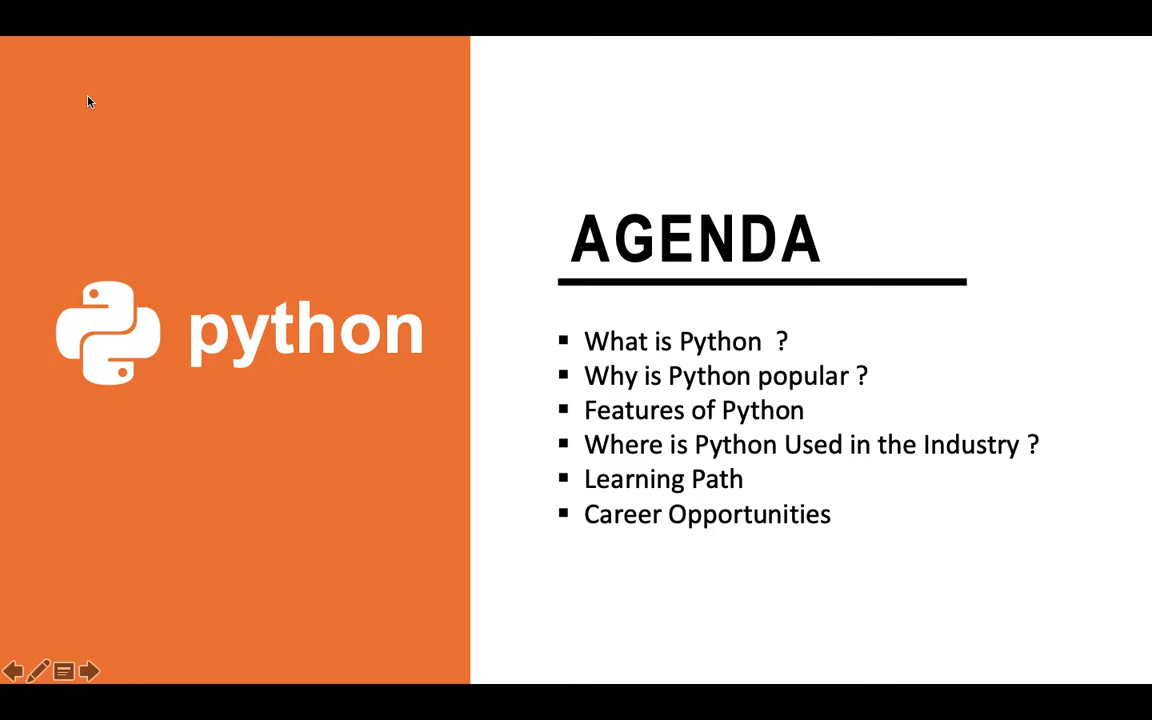 python
AGENDA
What is Python  ?
Why is Python popular ?
Features of Python
Where is Python Used in the Industry ?
Learning Path
Career Opportunities